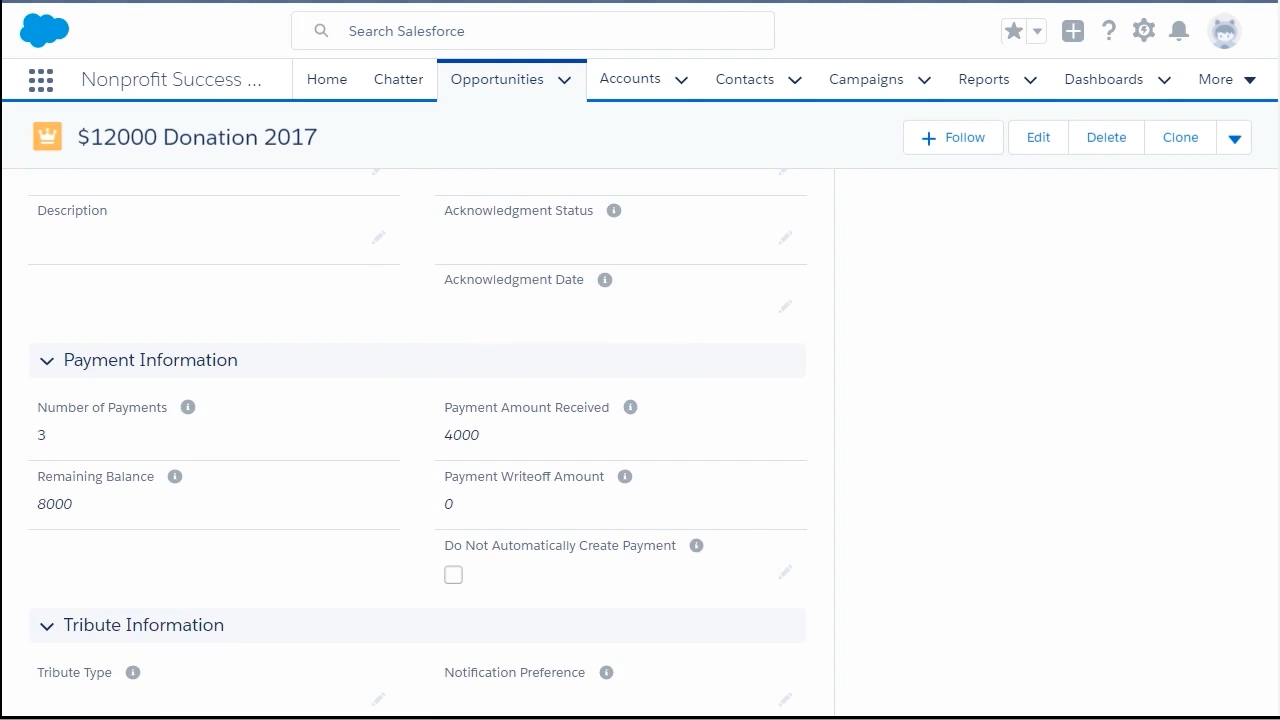 Search Salesforce
Nonprofit Success ...
Home
Chatter
Opportunities
Accounts
Contacts
Campaigns
Reports
Dashboards
More
$12000 Donation 2017
Follow
Edit
Delete
Clone
Description
Acknowledgment Status
Acknowledgment Date
Payment Information
Number of Payments
3
Payment Amount Received
4000
Remaining Balance
8000
Payment Writeoff Amount
0
Do Not Automatically Create Payment
Tribute Information
Tribute Type
Notification Preference